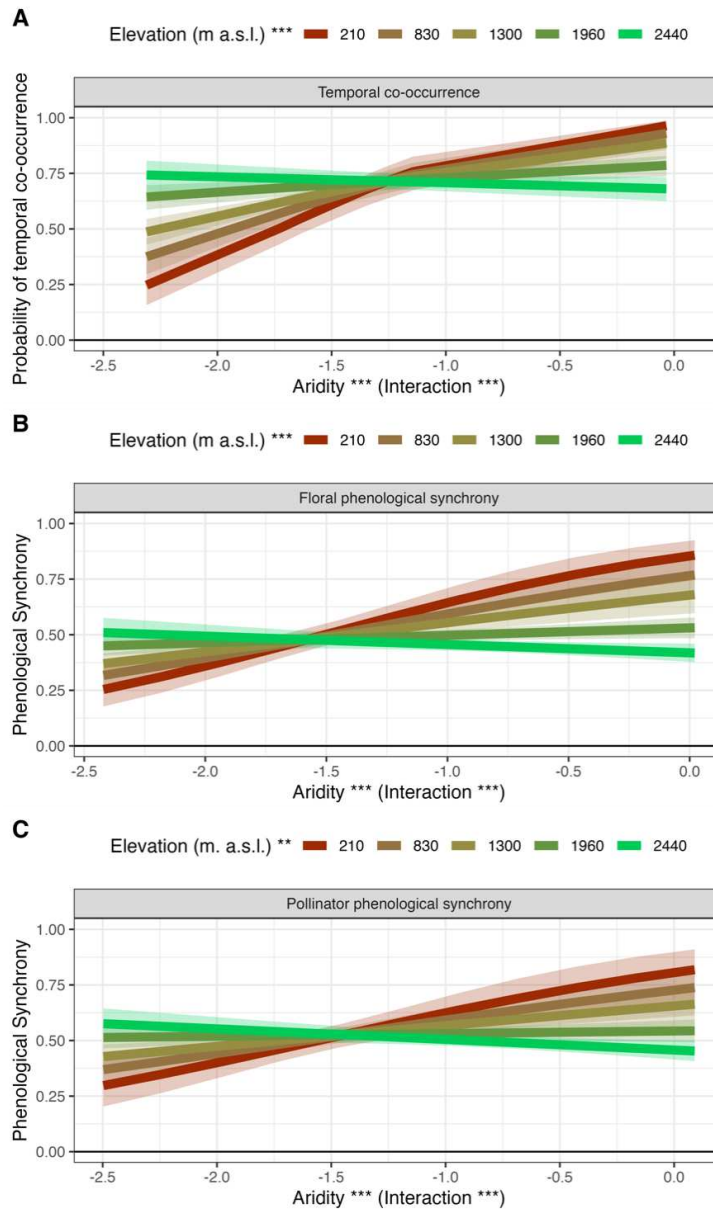 A
Elevation (m a.s.l.) *** 210 830 1300 1960 2440
Temporal co-occurrence
Probability of temporal co-occurrence
1.00
0.75
0.50
0.25
0.00
-2.5 -2.0 -1.5 -1.0 -0.5 0.0
Aridity *** (Interaction ***)
B
Elevation (m a.s.l.) *** 210 830 1300 1960 2440
Floral phenological synchrony
Phenological Synchrony
1.00
0.75
0.50
0.25
0.00
-2.5 -2.0 -1.5 -1.0 -0.5 0.0
Aridity *** (Interaction ***)
C
Elevation (m. a.s.l.) ** 210 830 1300 1960 2440
Pollinator phenological synchrony
Phenological Synchrony
1.00
0.75
0.50
0.25
0.00
-2.5 -2.0 -1.5 -1.0 -0.5 0.0
Aridity *** (Interaction ***)